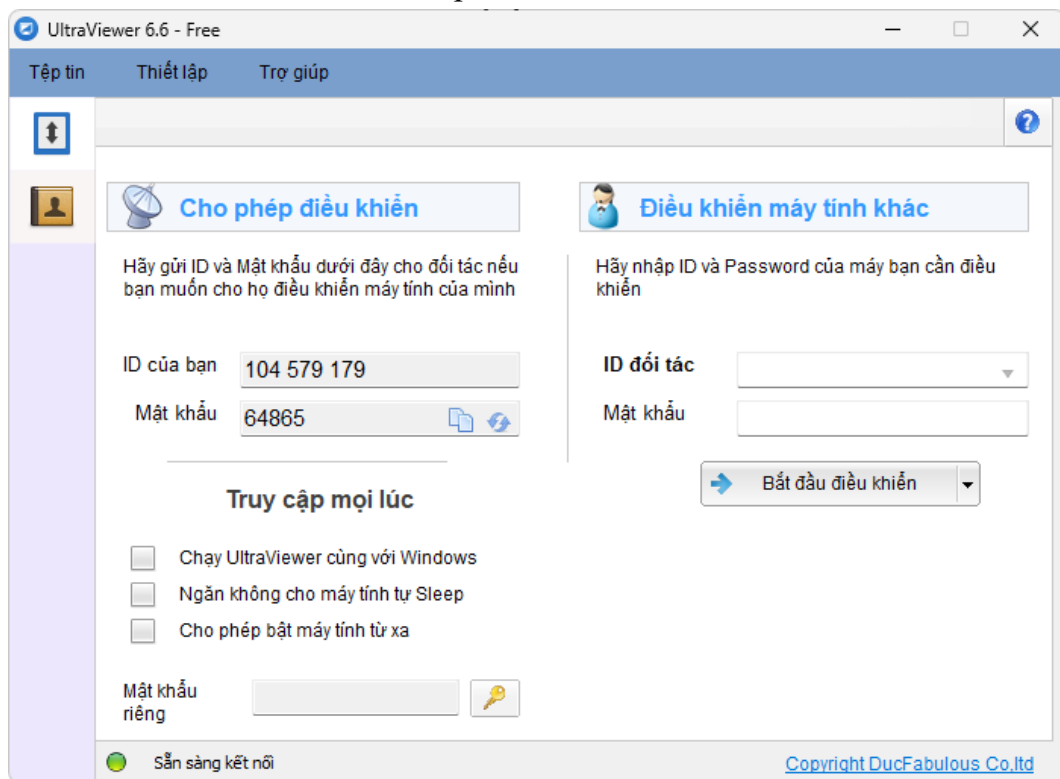 UltraViewer 6.6 - Free
Tệp tin Thiết lập Trợ giúp
Cho phép điều khiển
Hãy gửi ID và Mật khẩu dưới đây cho đối tác nếu
bạn muốn cho họ điều khiển máy tính của mình
ID của bạn 104 579 179
Mật khẩu 64865
Truy cập mọi lúc
Chạy UltraViewer cùng với Windows
Ngăn không cho máy tính tự Sleep
Cho phép bật máy tính từ xa
Mật khẩu
riêng
Điều khiển máy tính khác
Hãy nhập ID và Password của máy bạn cần điều
khiển
ID đối tác
Mật khẩu
Bắt đầu điều khiển
Sẵn sàng kết nối
Copyright DucFabulous Co,ltd